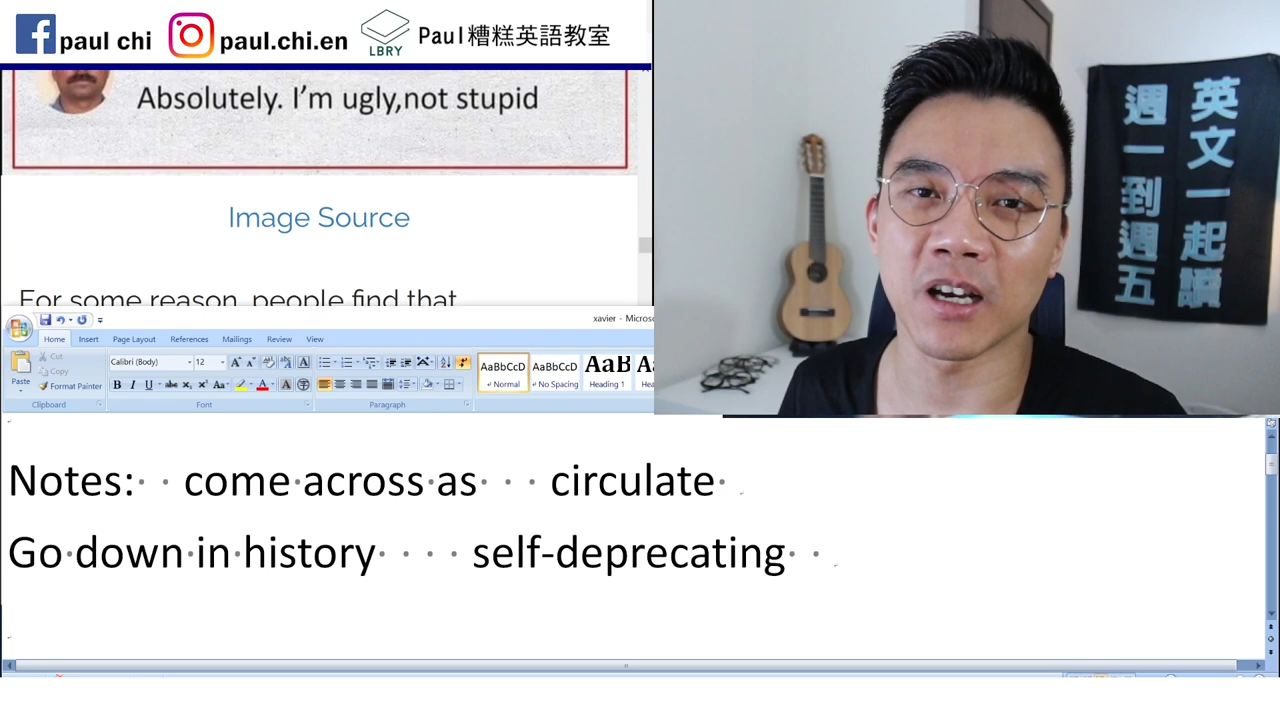 paul chi
paul.chi.en
LBRY
Paul糟糕英語教室
Absolutely. I'm ugly,not stupid
Image Source
For some reason, people find that
xavier - Micros
Home Insert Page Layout References Mailings Review View
Paste
Cut
Copy
Format Painter
Clipboard
Calibri (Body) 12
Font
Paragraph
AaBbCcD AaBbCcD AaBb AaB
Normal No Spacing Heading 1 Hea
英文一起讀
週一到週五
Notes: come across as circulate
Go down in history self-deprecating